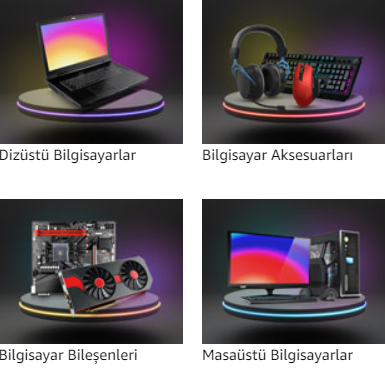 Dizüstü Bilgisayarlar
Bilgisayar Aksesuarları
Bilgisayar Bileşenleri
Masaüstü Bilgisayarlar